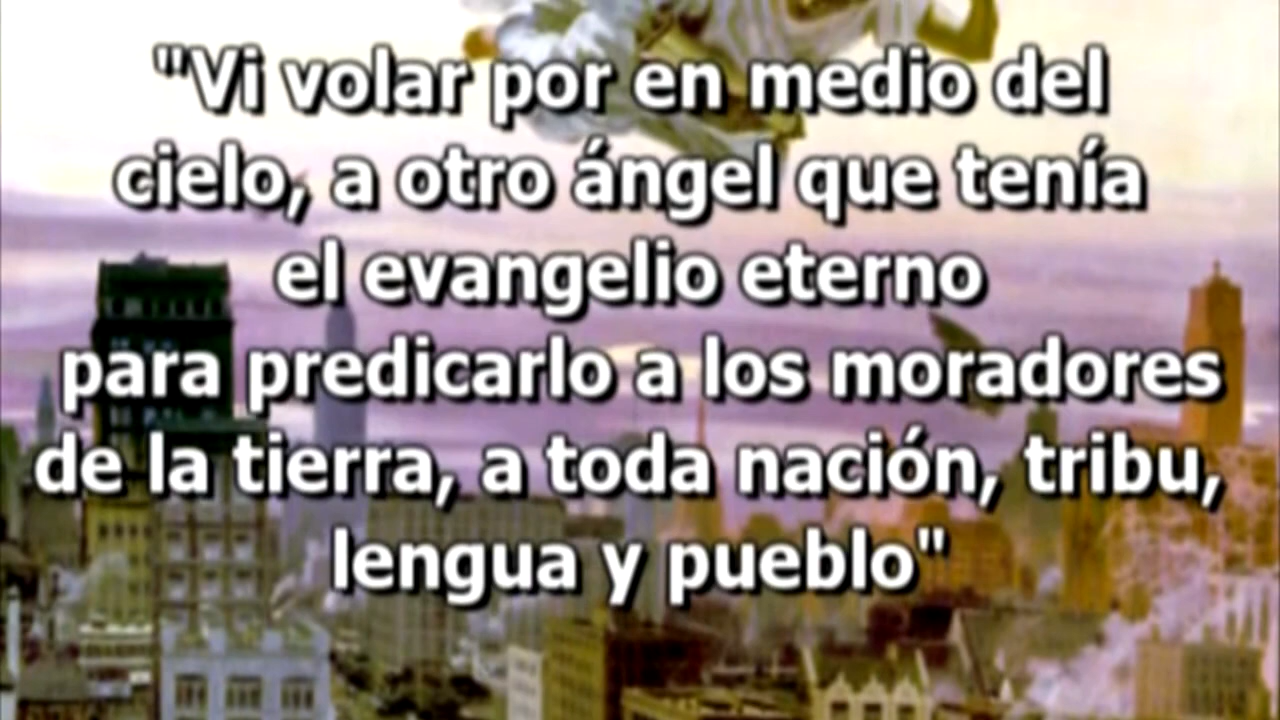 "Vi volar por en medio del
cielo, a otro ángel que tenía
el evangelio eterno
para predicarlo a los moradores
de la tierra, a toda nación, tribu,
lengua y pueblo"